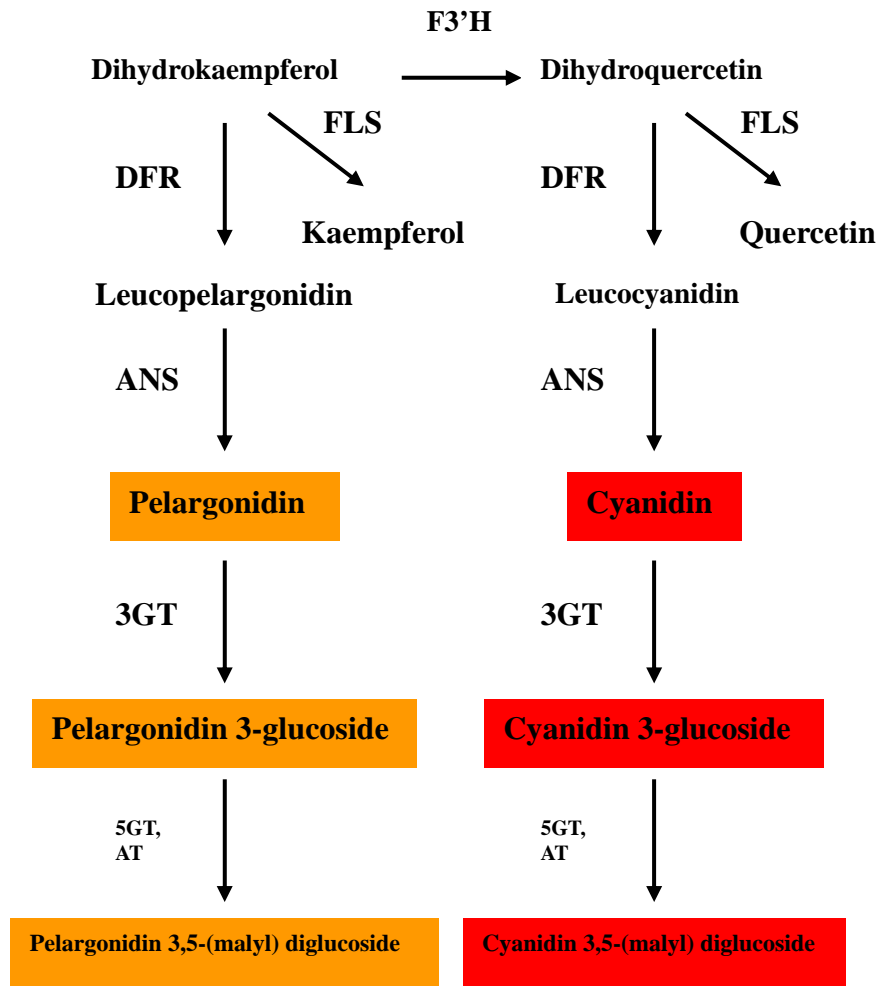 F3’H
Dihydrokaempferol
Dihydroquercetin
FLS
FLS
DFR
DFR
Kaempferol
Quercetin
Leucopelargonidin
Leucocyanidin
ANS
ANS
Pelargonidin
Cyanidin
3GT
3GT
Pelargonidin 3-glucoside
Cyanidin 3-glucoside
5GT,
AT
5GT,
AT
Pelargonidin 3,5-(malyl) diglucoside
Cyanidin 3,5-(malyl) diglucoside